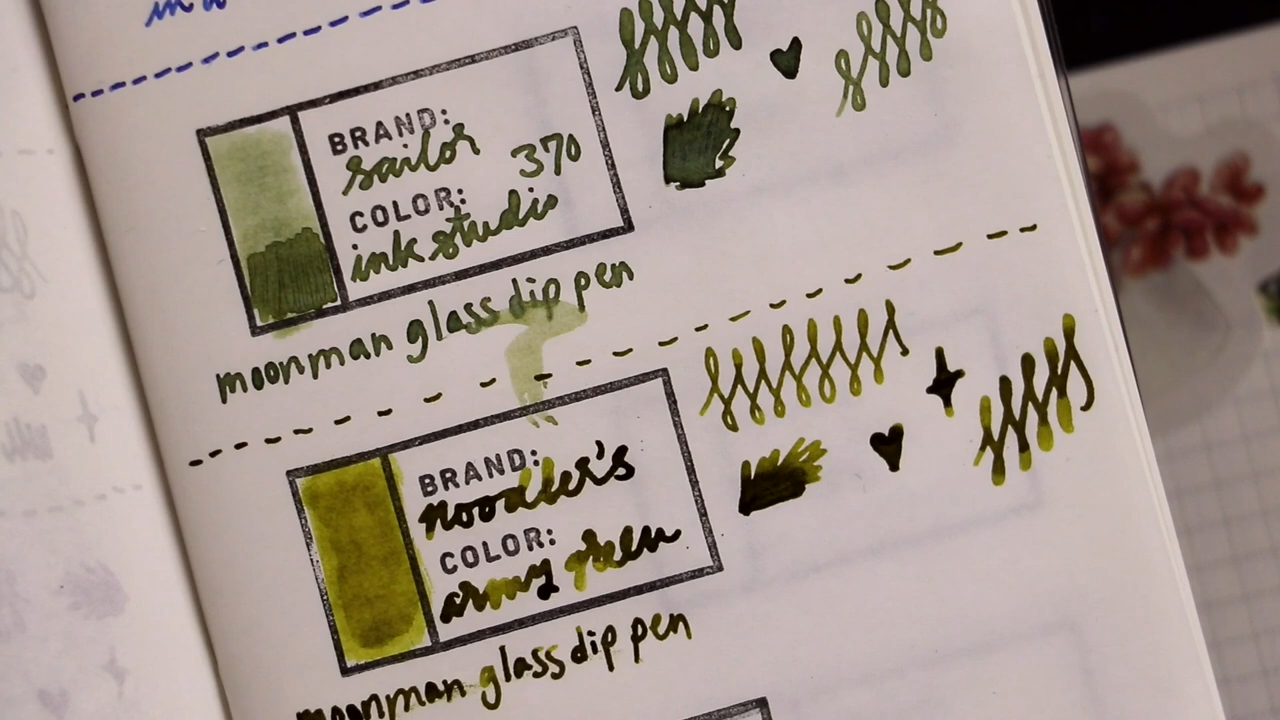 in a
BRAND:
sailor 370
COLOR:
ink studio
moonman glass dip pen
BRAND:
noodler's
COLOR:
army green
moonman glass dip pen